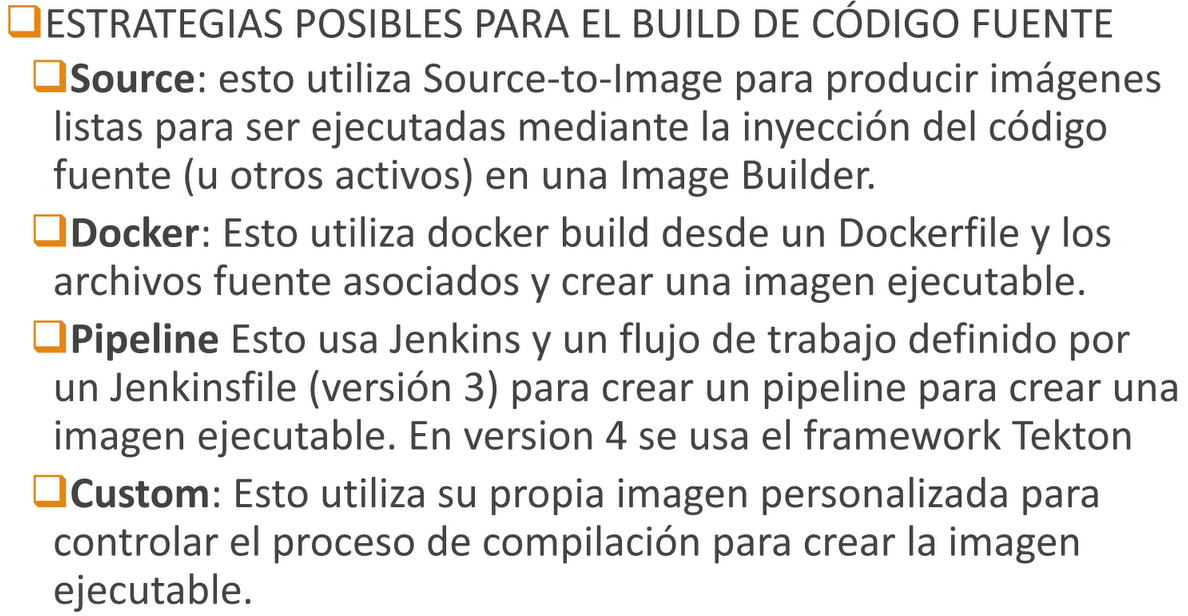 ❑ESTRATEGIAS POSIBLES PARA EL BUILD DE CÓDIGO FUENTE
❑Source: esto utiliza Source-to-Image para producir imágenes
listas para ser ejecutadas mediante la inyección del código
fuente (u otros activos) en una Image Builder.
❑Docker: Esto utiliza docker build desde un Dockerfile y los
archivos fuente asociados y crear una imagen ejecutable.
❑Pipeline Esto usa Jenkins y un flujo de trabajo definido por
un Jenkinsfile (versión 3) para crear un pipeline para crear una
imagen ejecutable. En version 4 se usa el framework Tekton
❑Custom: Esto utiliza su propia imagen personalizada para
controlar el proceso de compilación para crear la imagen
ejecutable.